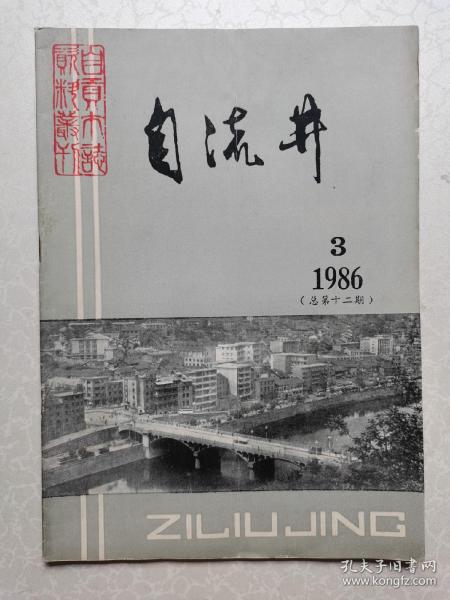 自贡市志
资料丛刊
自流井
3
1986
（总第十二期）
ZILIUJING
孔夫子旧书网
www.kongfz.com